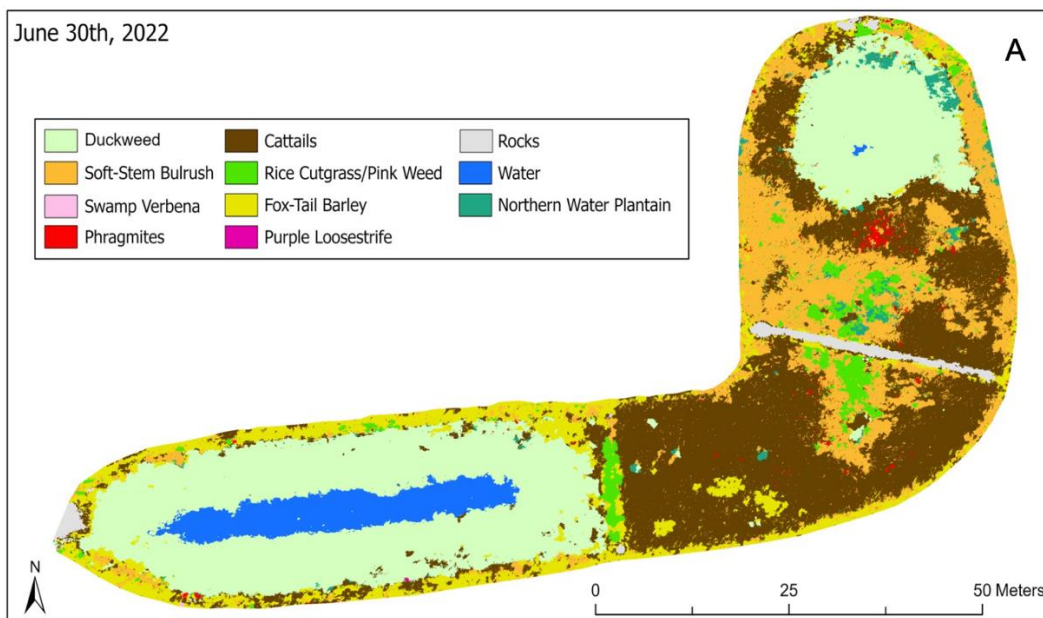 June 30th, 2022
A
Duckweed
Cattails
Rocks
Soft-Stem Bulrush
Rice Cutgrass/Pink Weed
Water
Swamp Verbena
Fox-Tail Barley
Northern Water Plantain
Phragmites
Purple Loosestrife
N
0 25 50 Meters